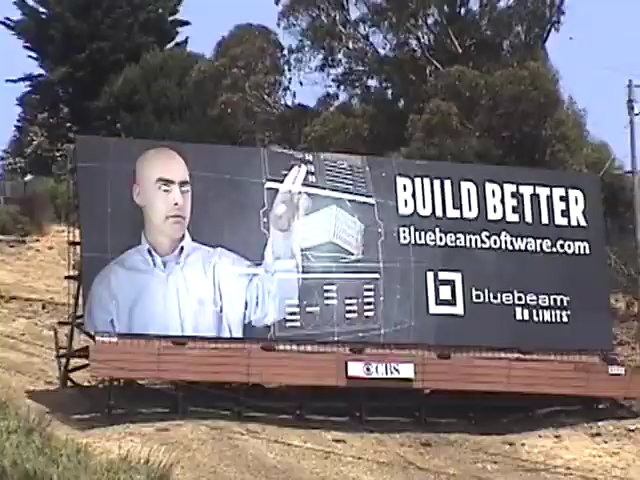 BUILD BETTER
BluebeamSoftware.com
bluebeam
No LIMITS
CBS